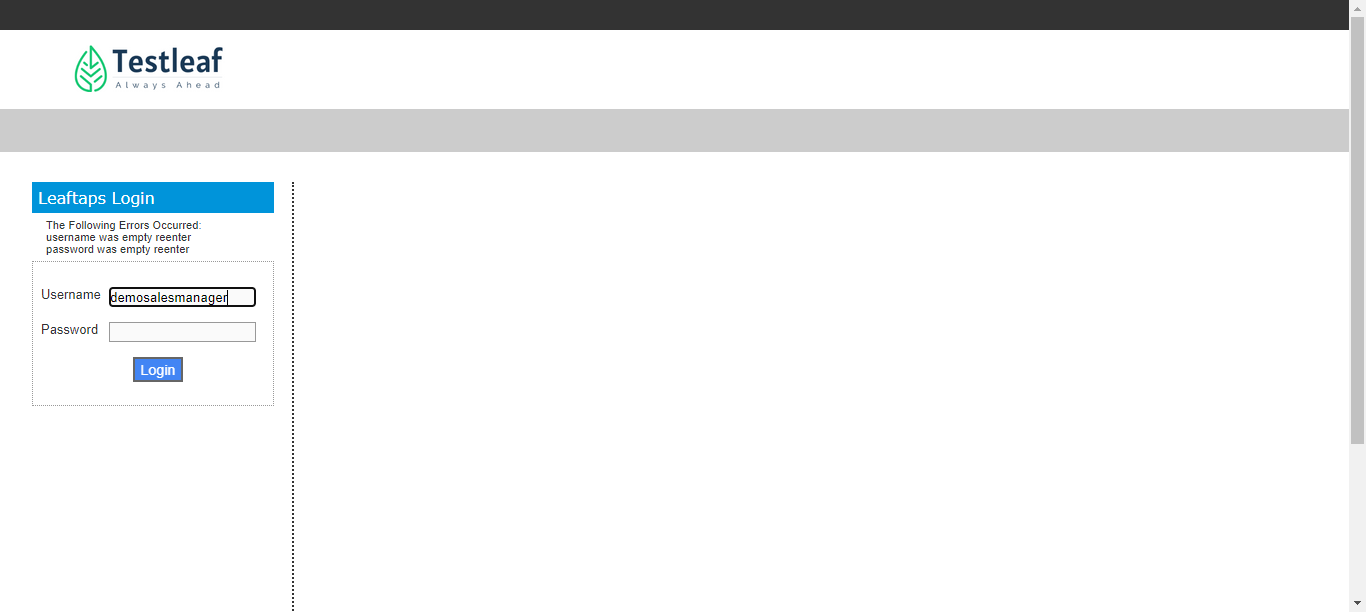 Testleaf
Always Ahead
Leaftaps Login
The Following Errors Occurred:
username was empty reenter
password was empty reenter
Username demosalesmanager
Password
Login